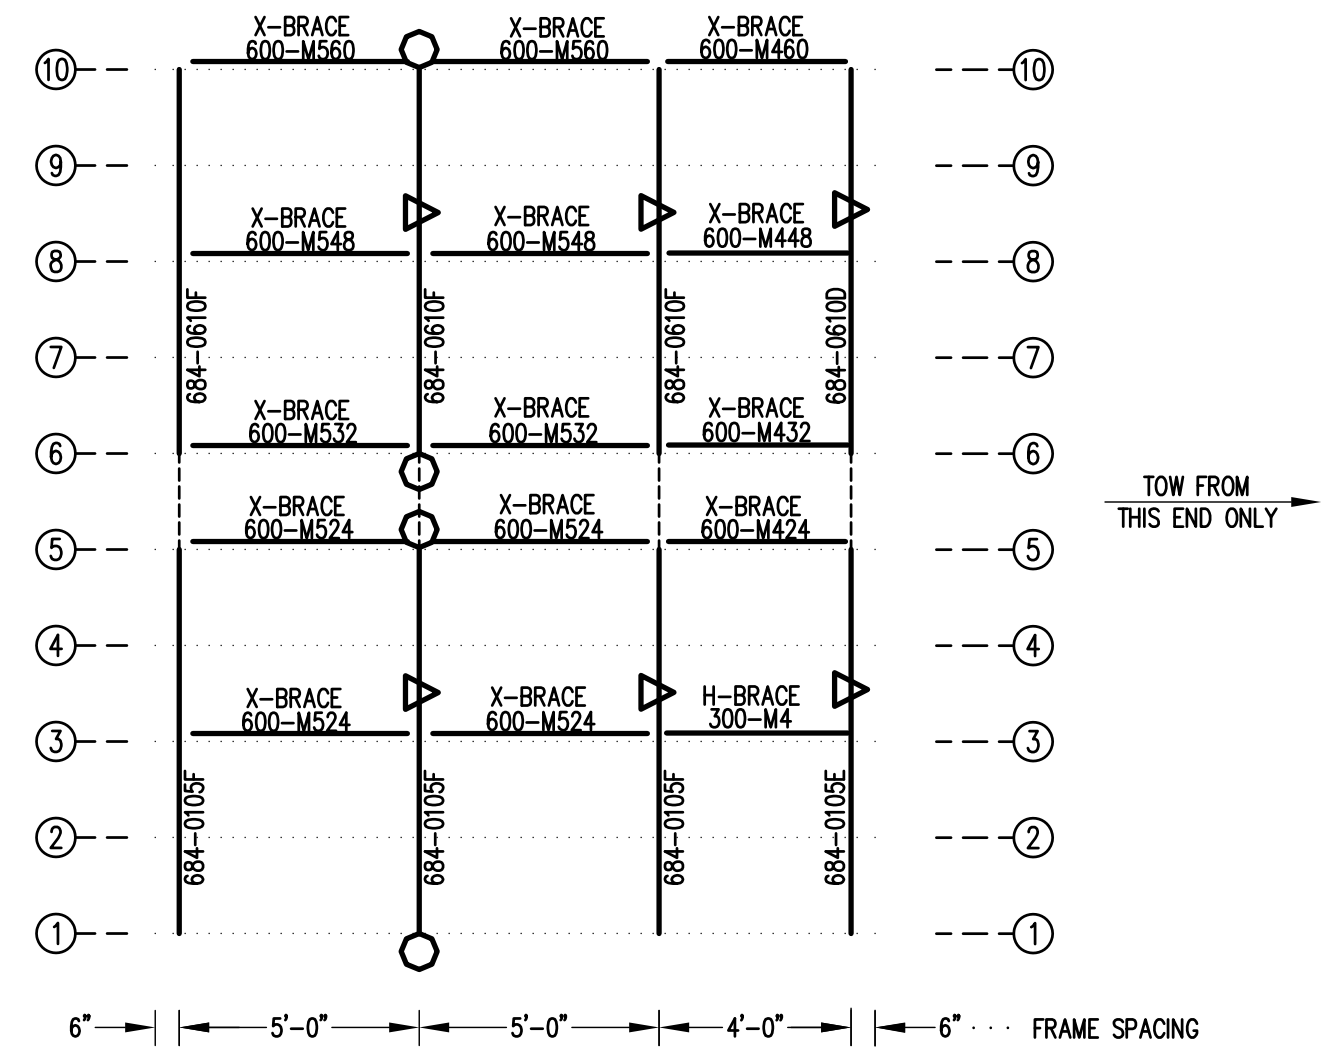 X-BRACE X-BRACE X-BRACE
600-M560 600-M560 600-M460
10 10
9 9
X-BRACE X-BRACE X-BRACE
600-M548 600-M548 600-M448
8 8
684-0610F 684-0610F 684-0610F 684-0610D
7 7
X-BRACE X-BRACE X-BRACE
600-M532 600-M532 600-M432
6 6
TOW FROM
THIS END ONLY
X-BRACE X-BRACE X-BRACE
600-M524 600-M524 600-M424
5 5
4 4
X-BRACE X-BRACE H-BRACE
600-M524 600-M524 300-M4
3 3
684-0105F 684-0105F 684-0105F 684-0105E
2 2
1 1
6" 5'-0" 5'-0" 4'-0" 6" FRAME SPACING